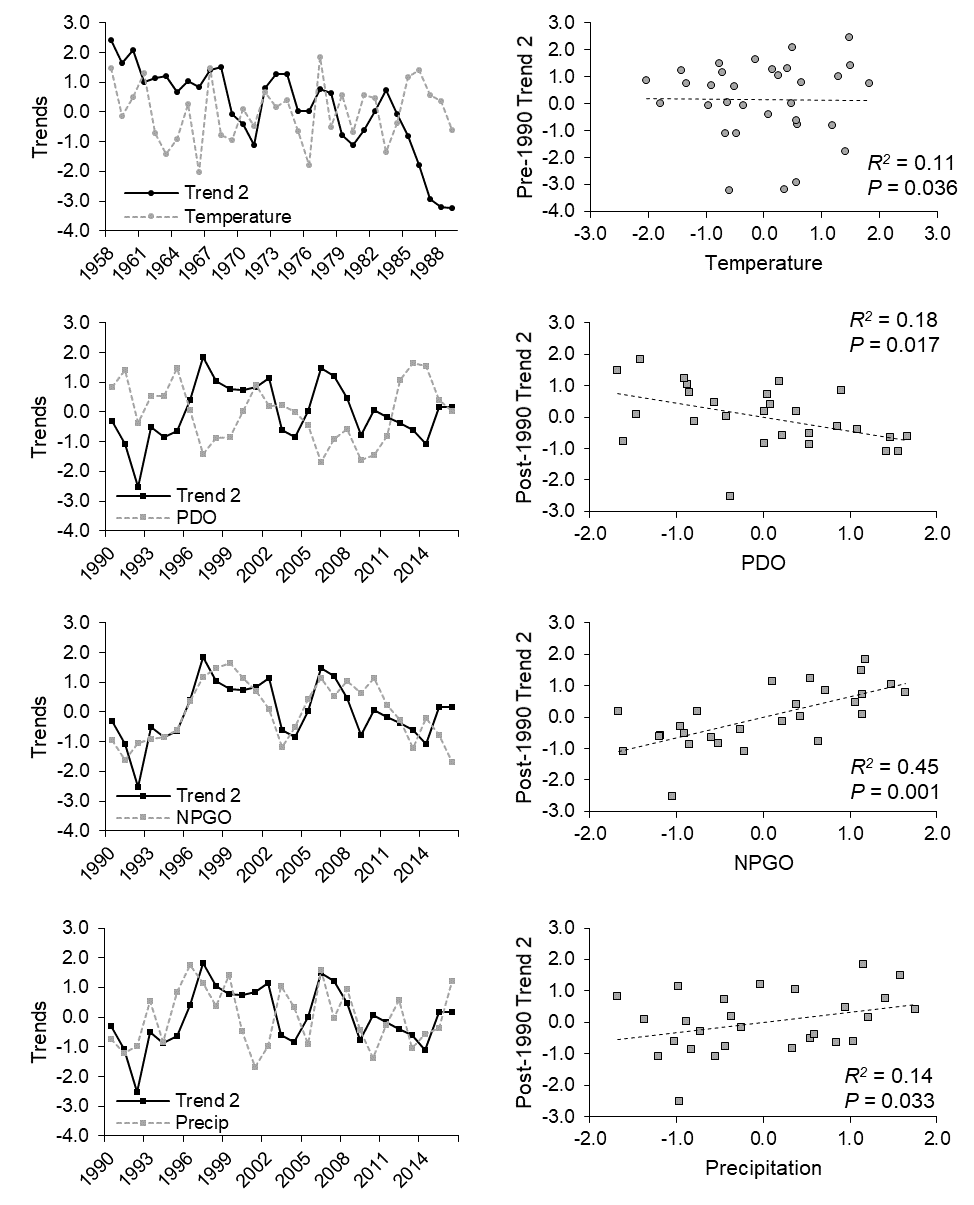 3.0
2.0
1.0
0.0
-1.0
-2.0
-3.0
-4.0
Trends
Trend 2
Temperature
1958 1961 1964 1967 1970 1973 1976 1979 1982 1985 1988
3.0
2.0
1.0
0.0
-1.0
-2.0
-3.0
-4.0
Pre-1990 Trend 2
R² = 0.11
P = 0.036
-3.0 -1.0 0.0 1.0 2.0 3.0
Temperature
3.0
2.0
1.0
0.0
-1.0
-2.0
-3.0
-4.0
Trends
Trend 2
PDO
1990 1993 1996 1999 2002 2005 2008 2011 2014
3.0
2.0
1.0
0.0
-1.0
-2.0
-3.0
Post-1990 Trend 2
R² = 0.18
P = 0.017
-2.0 -1.0 0.0 1.0 2.0
PDO
3.0
2.0
1.0
0.0
-1.0
-2.0
-3.0
-4.0
Trends
Trend 2
NPGO
1990 1993 1996 1999 2002 2005 2008 2011 2014
3.0
2.0
1.0
0.0
-1.0
-2.0
-3.0
Post-1990 Trend 2
R² = 0.45
P = 0.001
-2.0 -1.0 0.0 1.0 2.0
NPGO
3.0
2.0
1.0
0.0
-1.0
-2.0
-3.0
-4.0
Trends
Trend 2
Precip
1990 1993 1996 1999 2002 2005 2008 2011 2014
3.0
2.0
1.0
0.0
-1.0
-2.0
-3.0
Post-1990 Trend 2
R² = 0.14
P = 0.033
-2.0 -1.0 0.0 1.0 2.0
Precipitation